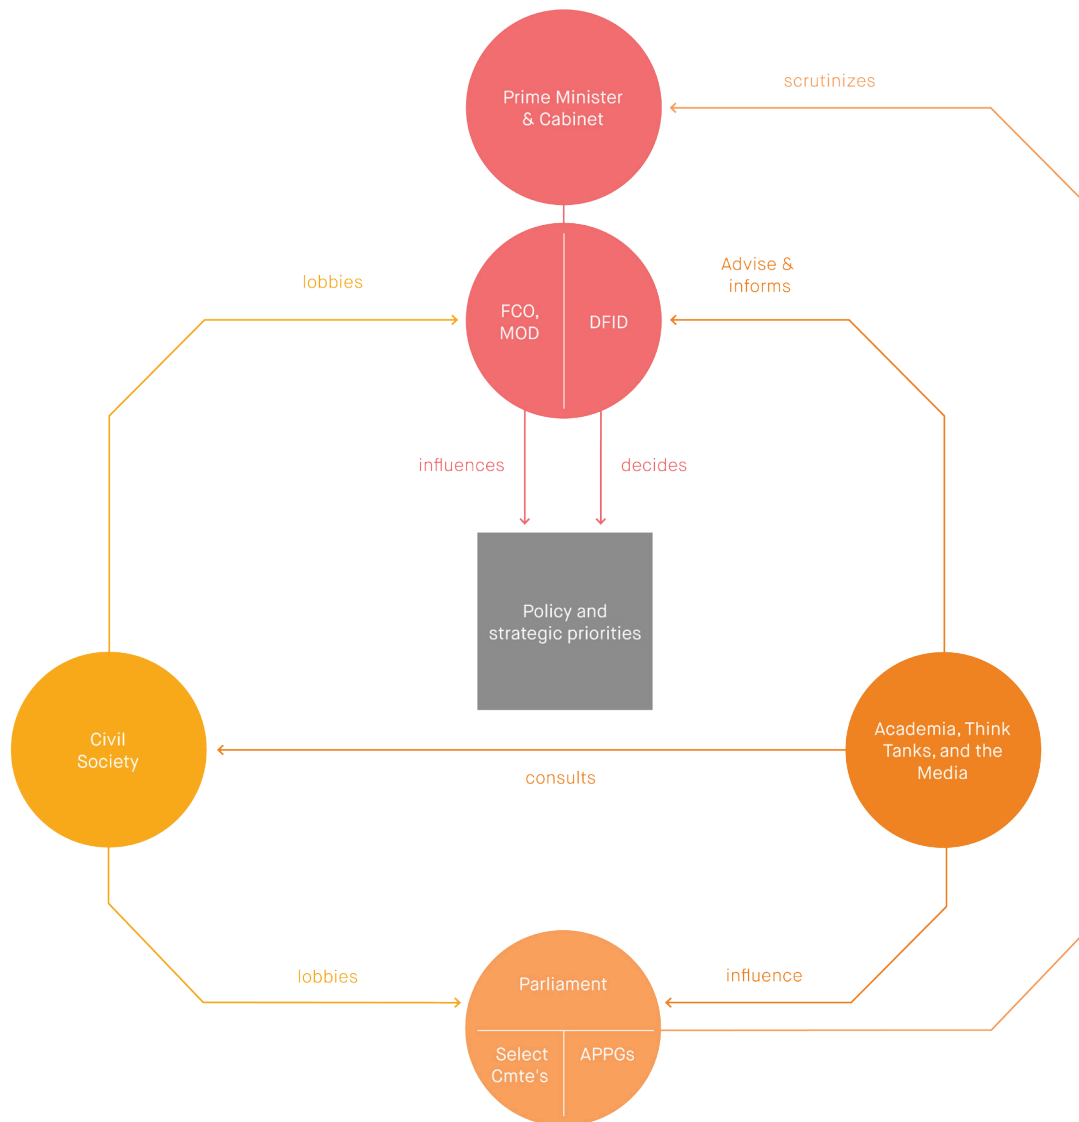 scrutinizes
Prime Minister
& Cabinet
lobbies
Advise &
informs
FCO,
MOD
DFID
influences
decides
Policy and
strategic priorities
Civil
Society
Academia, Think
Tanks, and the
Media
consults
lobbies
Parliament
influence
Select
Cmte's
APPGs